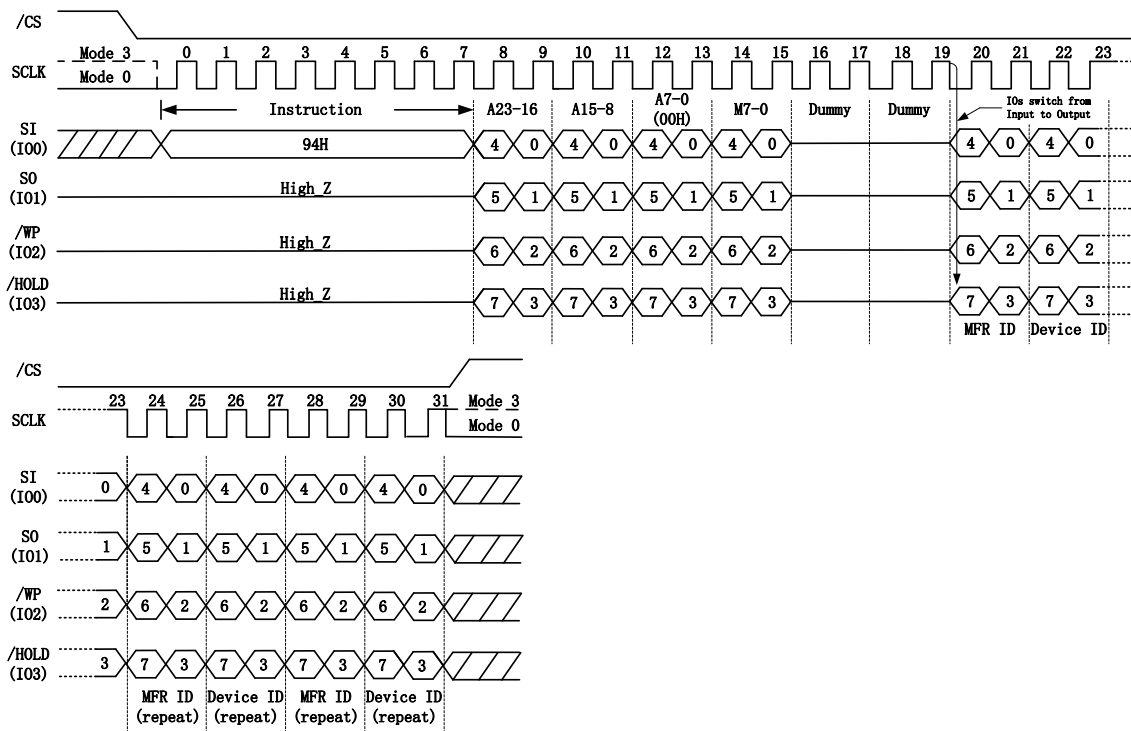 /CS
Mode 3 0 1 2 3 4 5 6 7 8 9 10 11 12 13 14 15 16 17 18 19 20 21 22 23
SCLK
Mode 0
Instruction A23-16 A15-8 A7-0 (00H) M7-0 Dummy Dummy IOs switch from Input to Output
SI (IO0) 94H 4 0 4 0 4 0 4 0 4 0 4 0
SO (IO1) High_Z 5 1 5 1 5 1 5 1 5 1 5 1
/WP (IO2) High_Z 6 2 6 2 6 2 6 2 6 2 6 2
/HOLD (IO3) High_Z 7 3 7 3 7 3 7 3 7 3 7 3
MFR ID Device ID
/CS
23 24 25 26 27 28 29 30 31 Mode 3
SCLK
Mode 0
SI (IO0) 0 4 0 4 0 4 0 4 0
SO (IO1) 1 5 1 5 1 5 1 5 1
/WP (IO2) 2 6 2 6 2 6 2 6 2
/HOLD (IO3) 3 7 3 7 3 7 3 7 3
MFR ID Device ID MFR ID Device ID
(repeat) (repeat) (repeat) (repeat)